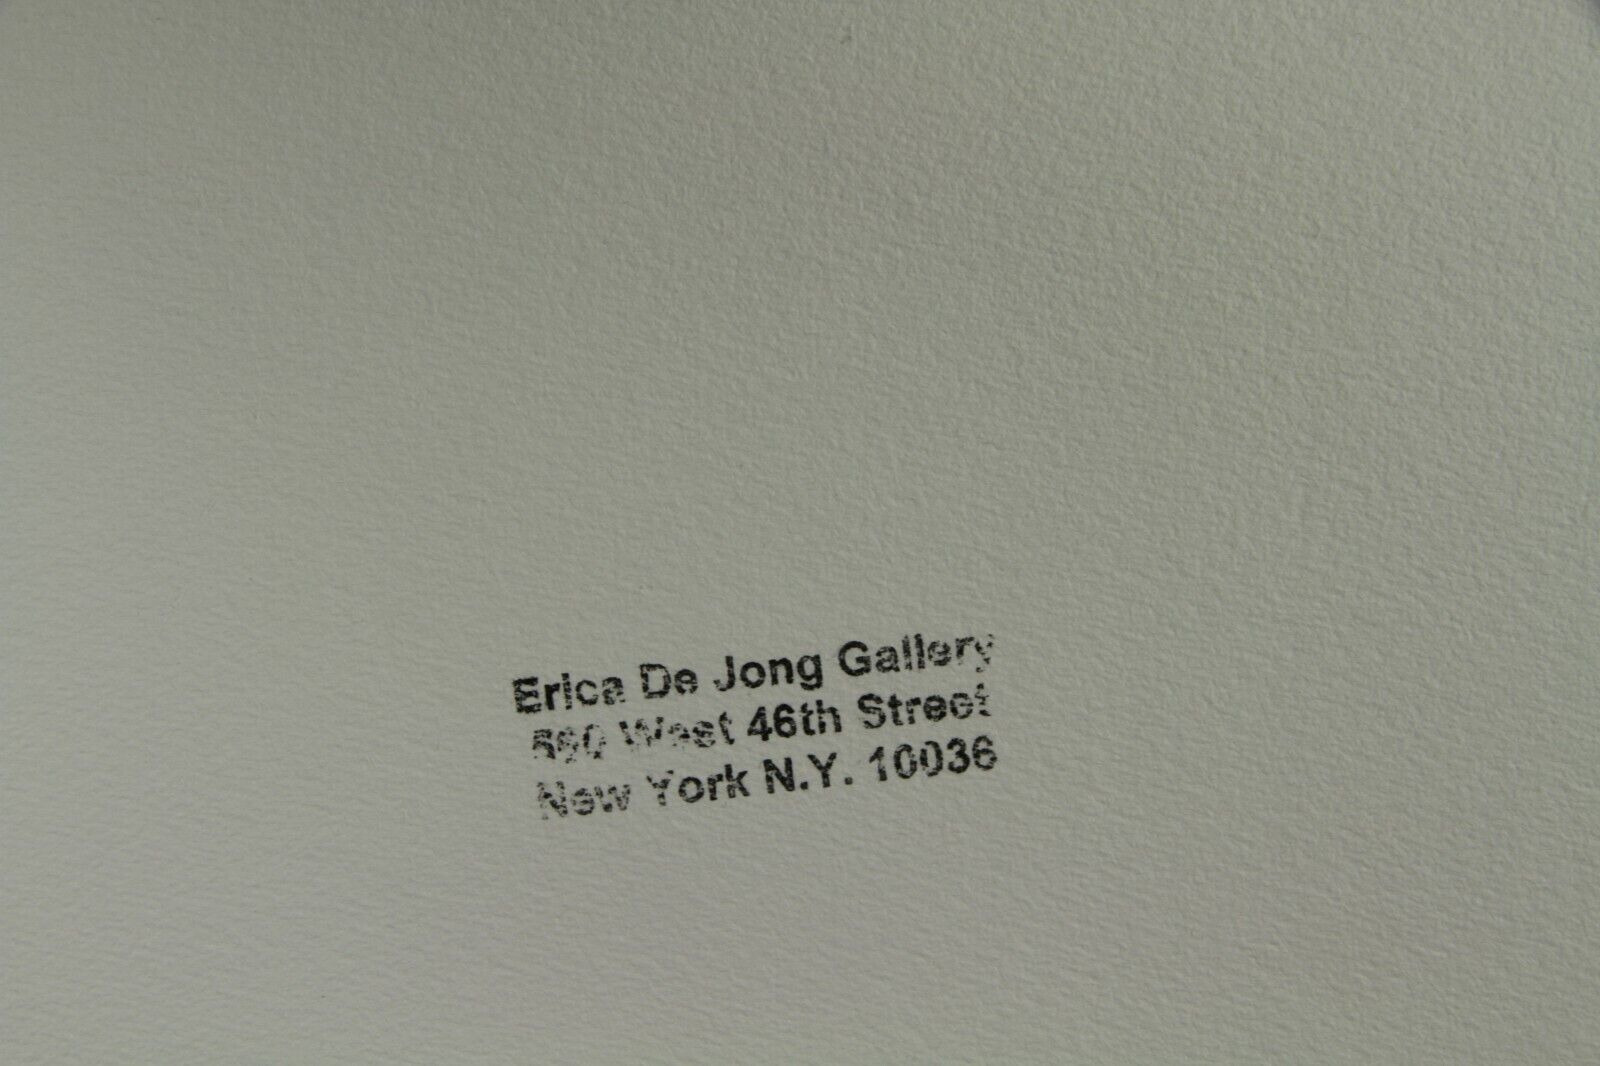 Erica De Jong Gallery
West 46th Street
New York N.Y. 10036